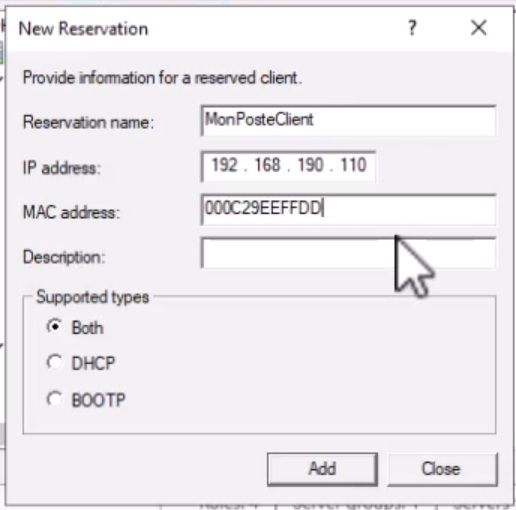 New Reservation
Provide information for a reserved client.
Reservation name: MonPosteClient
IP address: 192 . 168 . 190 . 110
MAC address: 000C29EEFFDD
Description:
Supported types
Both
DHCP
BOOTP
Add Close